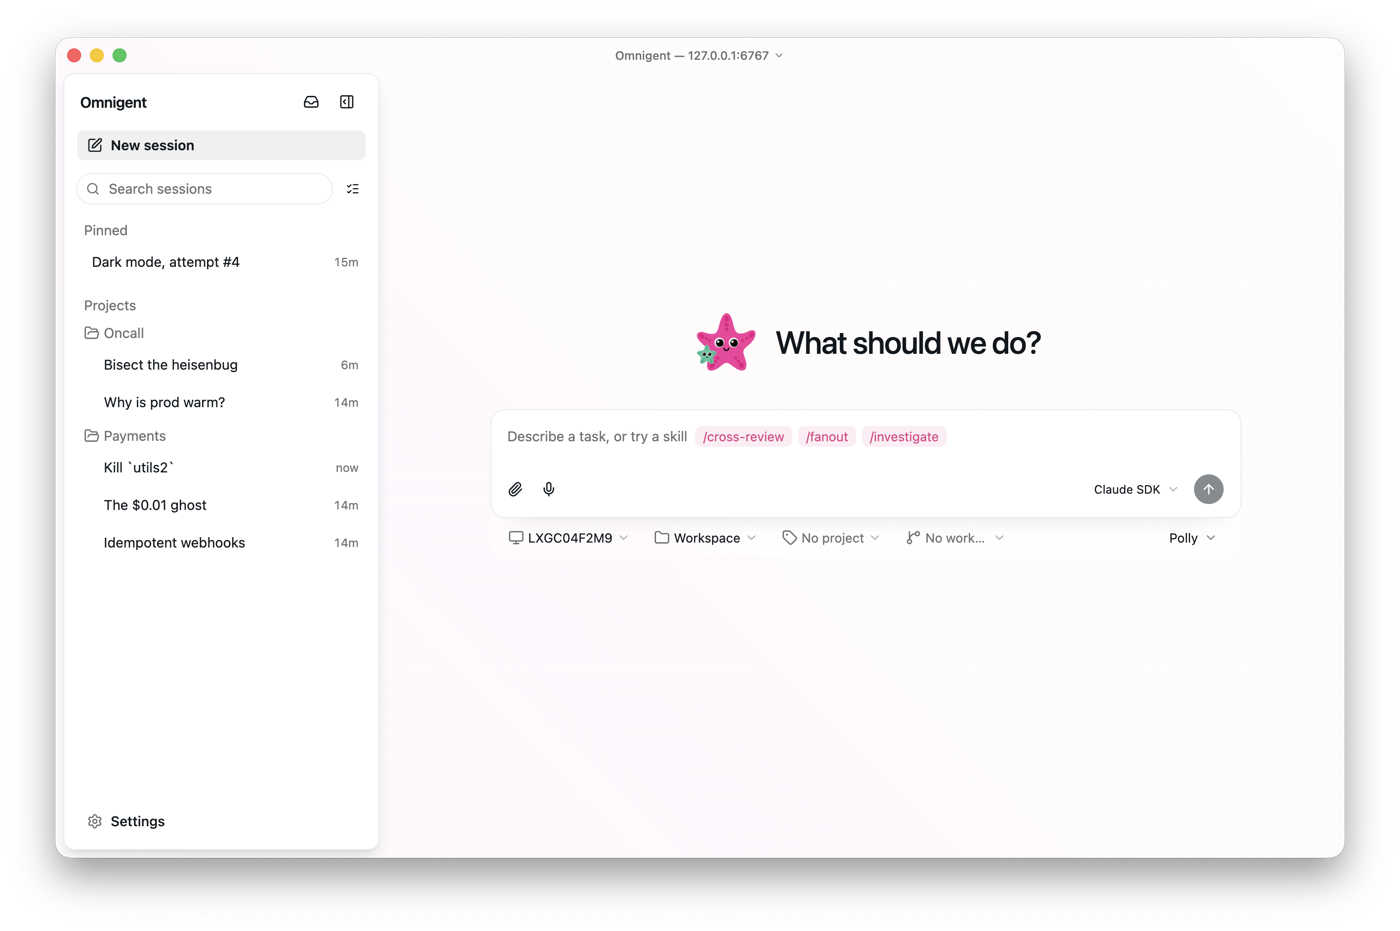 Omnigent — 127.0.0.1:6767
Omnigent
New session
Search sessions
Pinned
Dark mode, attempt #4 15m
Projects
Oncall
Bisect the heisenbug 6m
Why is prod warm? 14m
Payments
Kill `utils2` now
The $0.01 ghost 14m
Idempotent webhooks 14m
Settings
What should we do?
Describe a task, or try a skill /cross-review /fanout /investigate
Claude SDK
LXGC04F2M9 Workspace No project No work... Polly